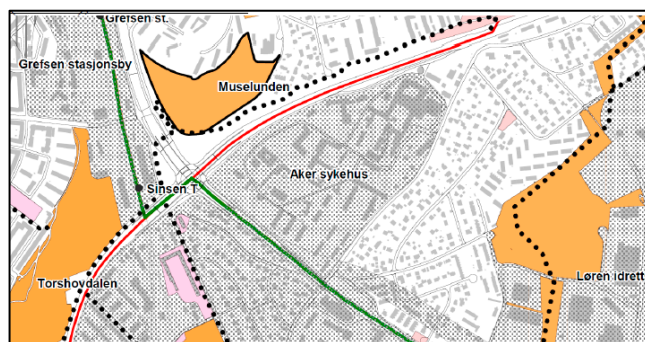 Grefsen st.
Grefsen stasjonsby
Muselunden
Aker sykehus
Sinsen T
Torshovdalen
Løren idrett